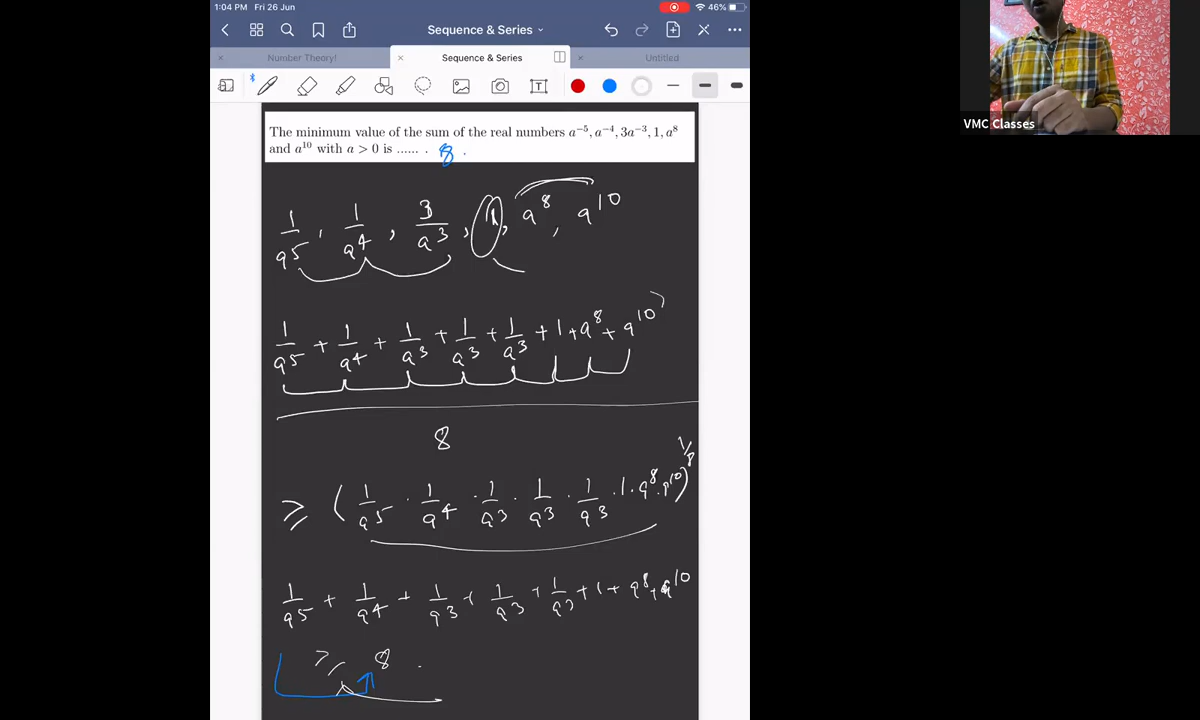 1:04 PM Fri 26 Jun 46%
Sequence & Series
Number Theory! Sequence & Series Untitled
VMC Classes
The minimum value of the sum of the real numbers a⁻⁵, a⁻⁴, 3a⁻³, 1, a⁸
and a¹⁰ with a > 0 is ...... . 8 .
1/a⁵ , 1/a⁴ , 3/a³ , 1, a⁸, a¹⁰
1/a⁵ + 1/a⁴ + 1/a³ + 1/a³ + 1/a³ + 1 + a⁸ + a¹⁰
8
≥ (1/a⁵ · 1/a⁴ · 1/a³ · 1/a³ · 1/a³ · 1 · a⁸ · a¹⁰)^1/8
1/a⁵ + 1/a⁴ + 1/a³ + 1/a³ + 1/a³ + 1 + a⁸ + a¹⁰
≥ 8 .